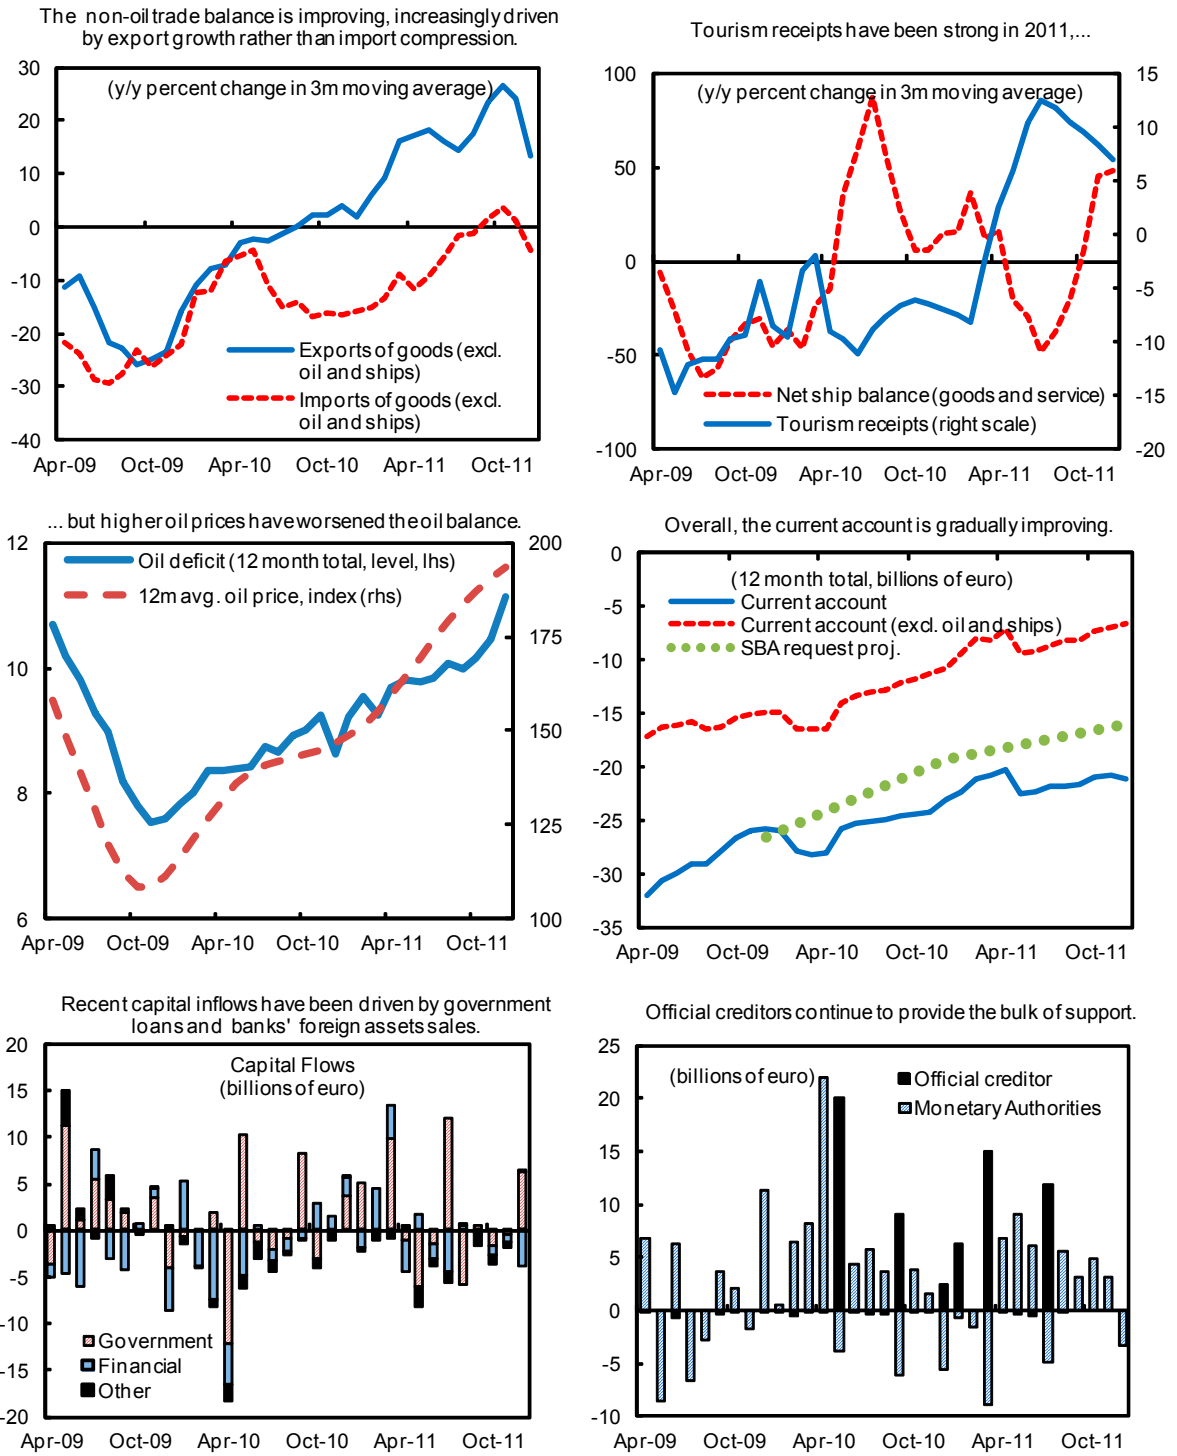 The non-oil trade balance is improving, increasingly driven
by export growth rather than import compression.
30
20
10
0
-10
-20
-30
-40
(y/y percent change in 3m moving average)
Exports of goods (excl.
oil and ships)
Imports of goods (excl.
oil and ships)
Apr-09 Oct-09 Apr-10 Oct-10 Apr-11 Oct-11
Tourism receipts have been strong in 2011,...
100
50
0
-50
-100
(y/y percent change in 3m moving average)
15
10
5
0
-5
-10
-15
-20
Net ship balance (goods and service)
Tourism receipts (right scale)
Apr-09 Oct-09 Apr-10 Oct-10 Apr-11 Oct-11
... but higher oil prices have worsened the oil balance.
12
10
8
6
Oil deficit (12 month total, level, lhs)
12m avg. oil price, index (rhs)
200
175
150
125
100
Apr-09 Oct-09 Apr-10 Oct-10 Apr-11 Oct-11
Overall, the current account is gradually improving.
0
-5
-10
-15
-20
-25
-30
-35
(12 month total, billions of euro)
Current account
Current account (excl. oil and ships)
SBA request proj.
Apr-09 Oct-09 Apr-10 Oct-10 Apr-11 Oct-11
Recent capital inflows have been driven by government
loans and banks' foreign assets sales.
20
15
10
5
0
-5
-10
-15
-20
Capital Flows
(billions of euro)
Government
Financial
Other
Apr-09 Oct-09 Apr-10 Oct-10 Apr-11 Oct-11
Official creditors continue to provide the bulk of support.
25
20
15
10
5
0
-5
-10
(billions of euro)
Official creditor
Monetary Authorities
Apr-09 Oct-09 Apr-10 Oct-10 Apr-11 Oct-11